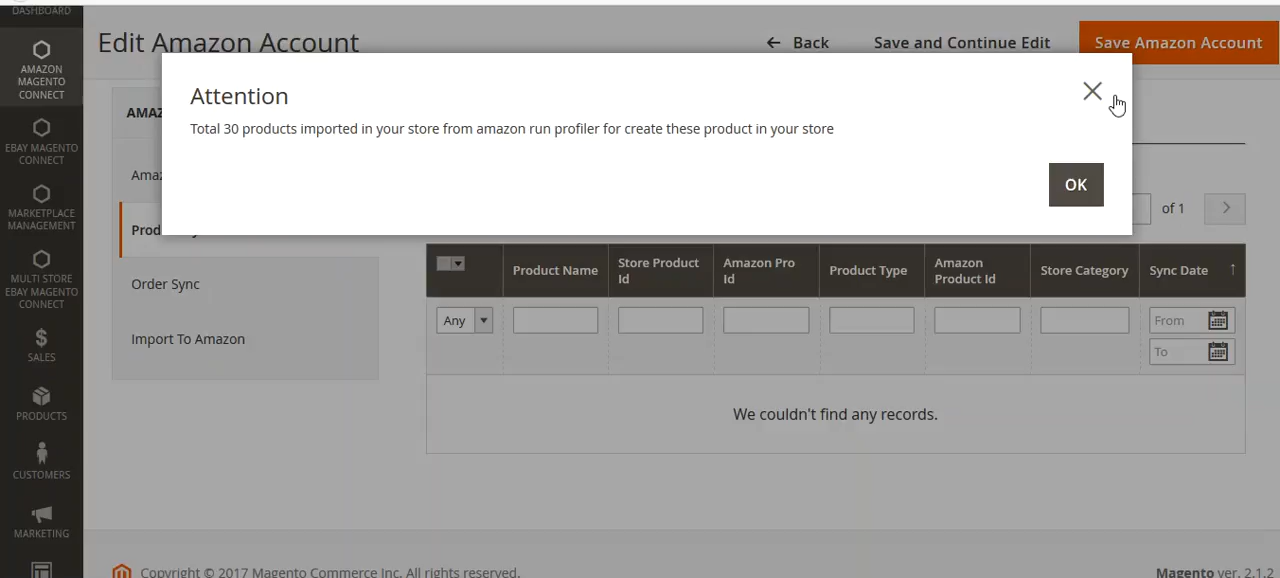 DASHBOARD
AMAZON
MAGENTO
CONNECT
EBAY MAGENTO
CONNECT
MARKETPLACE
MANAGEMENT
MULTI STORE
EBAY MAGENTO
CONNECT
$
SALES
PRODUCTS
CUSTOMERS
MARKETING
Edit Amazon Account
← Back
Save and Continue Edit
Save Amazon Account
Attention
Total 30 products imported in your store from amazon run profiler for create these product in your store
OK
AMAZ
Amaz
Prod
Order Sync
Import To Amazon
of 1
Product Name
Store Product
Id
Amazon Pro
Id
Product Type
Amazon
Product Id
Store Category
Sync Date ↑
Any
From
To
We couldn't find any records.
Copyright © 2017 Magento Commerce Inc. All rights reserved.
Magento ver. 2.1.2